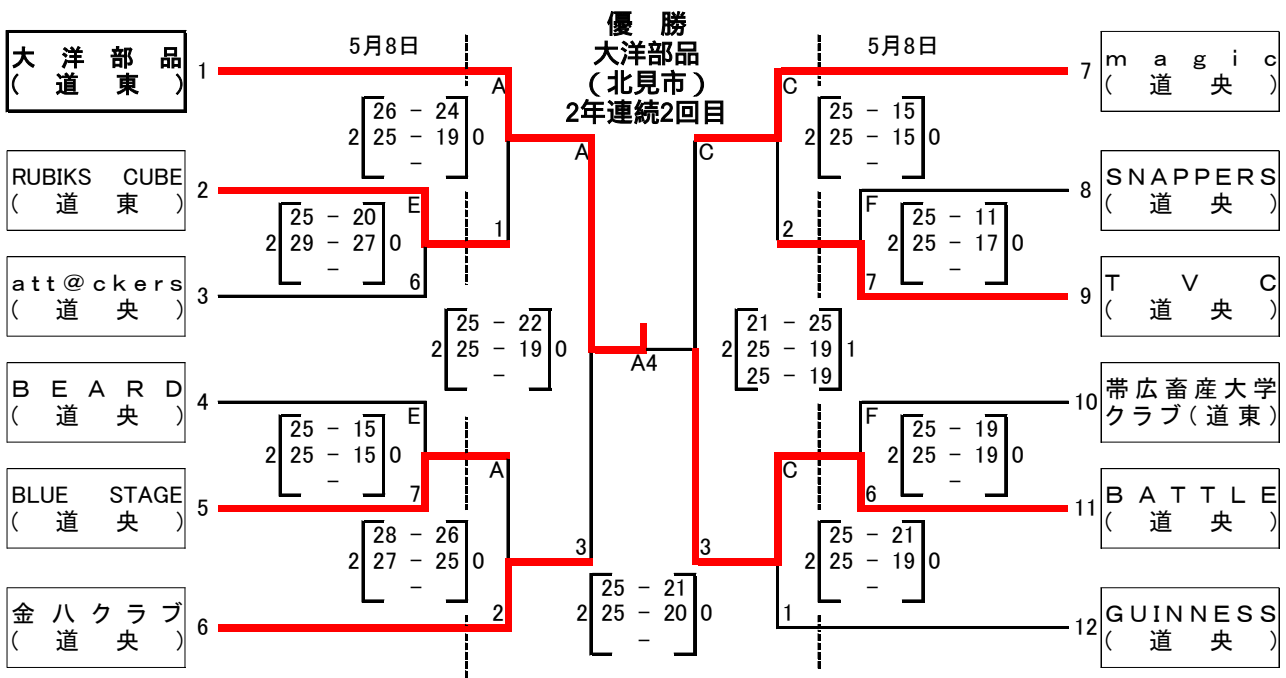 優　勝
大洋部品
（北見市）
2年連続2回目
5月8日
5月8日
大 洋 部 品
( 道 東 )
1
RUBIKS CUBE
( 道 東 )
2
att@ckers
( 道 央 )
3
BEARD
( 道 央 )
4
BLUE STAGE
( 道 央 )
5
金八クラブ
( 道 央 )
6
A
26 - 24
2 25 - 19 0
-
E
25 - 20
2 29 - 27 0
-
1
6
A
25 - 22
2 25 - 19 0
-
E
25 - 15
2 25 - 15 0
-
7
A
28 - 26
2 27 - 25 0
-
2
3
A4
25 - 21
2 25 - 20 0
-
C
C
25 - 15
2 25 - 15 0
-
F
25 - 11
2 25 - 17 0
-
2
7
21 - 25
2 25 - 19 1
25 - 19
F
25 - 19
2 25 - 19 0
-
6
C
25 - 21
2 25 - 19 0
-
3
1
7
magic
( 道 央 )
8
SNAPPERS
( 道 央 )
9
TVC
( 道 央 )
10
帯広畜産大学
クラブ(道東)
11
BATTLE
( 道 央 )
12
GUINNESS
( 道 央 )